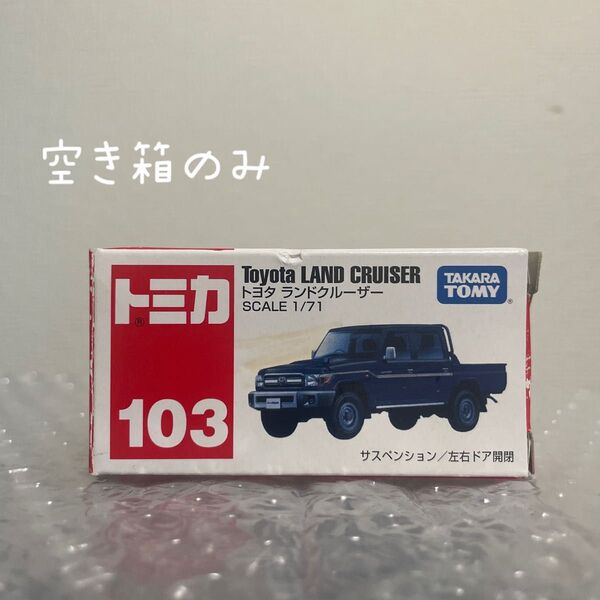 空き箱のみ
トミカ®
103
Toyota LAND CRUISER
トヨタ ランドクルーザー
SCALE 1/71
TAKARA
TOMY®
サスペンション/左右ドア開閉